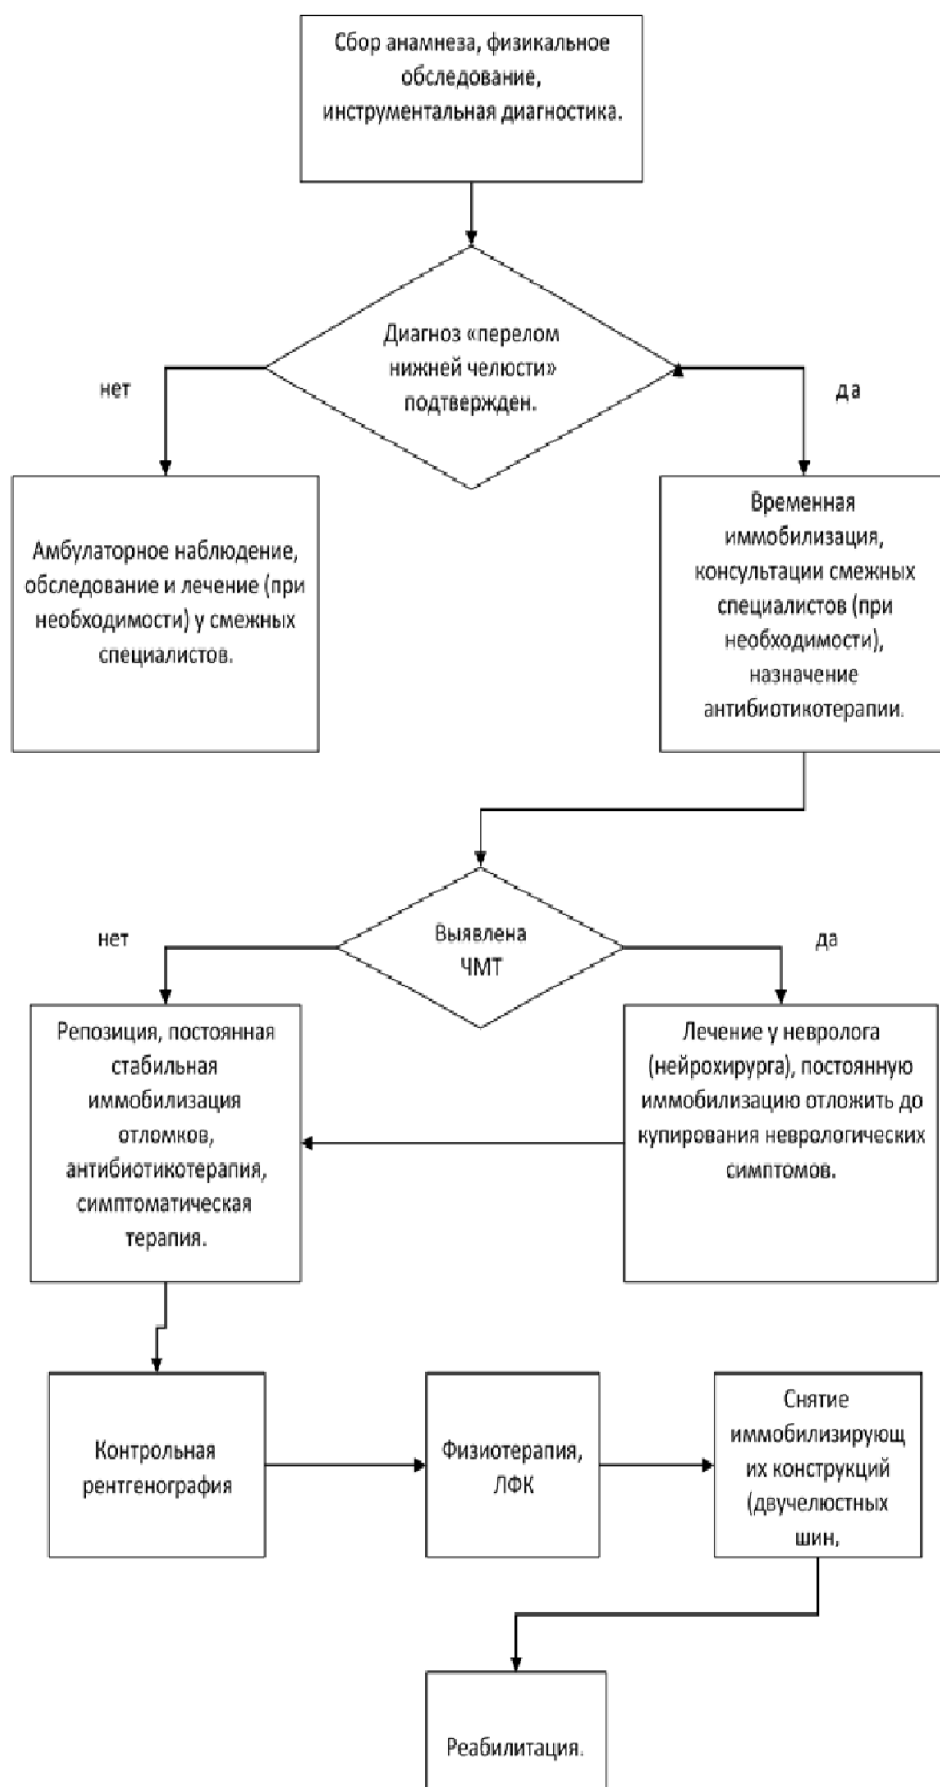 Сбор анамнеза, физикальное
обследование,
инструментальная диагностика.
Диагноз «перелом
нижней челюсти»
подтвержден.
нет
да
Амбулаторное наблюдение,
обследование и лечение (при
необходимости) у смежных
специалистов.
Временная
иммобилизация,
консультации смежных
специалистов (при
необходимости),
назначение
антибиотикотерапии.
Выявлена
ЧМТ
нет
да
Репозиция, постоянная
стабильная
иммобилизация
отломков,
антибиотикотерапия,
симптоматическая
терапия.
Лечение у невролога
(нейрохирурга), постоянную
иммобилизацию отложить до
купирования неврологических
симптомов.
Контрольная
рентгенография
Физиотерапия,
ЛФК
Снятие
иммобилизирующ
их конструкций
(двучелюстных
шин,
Реабилитация.